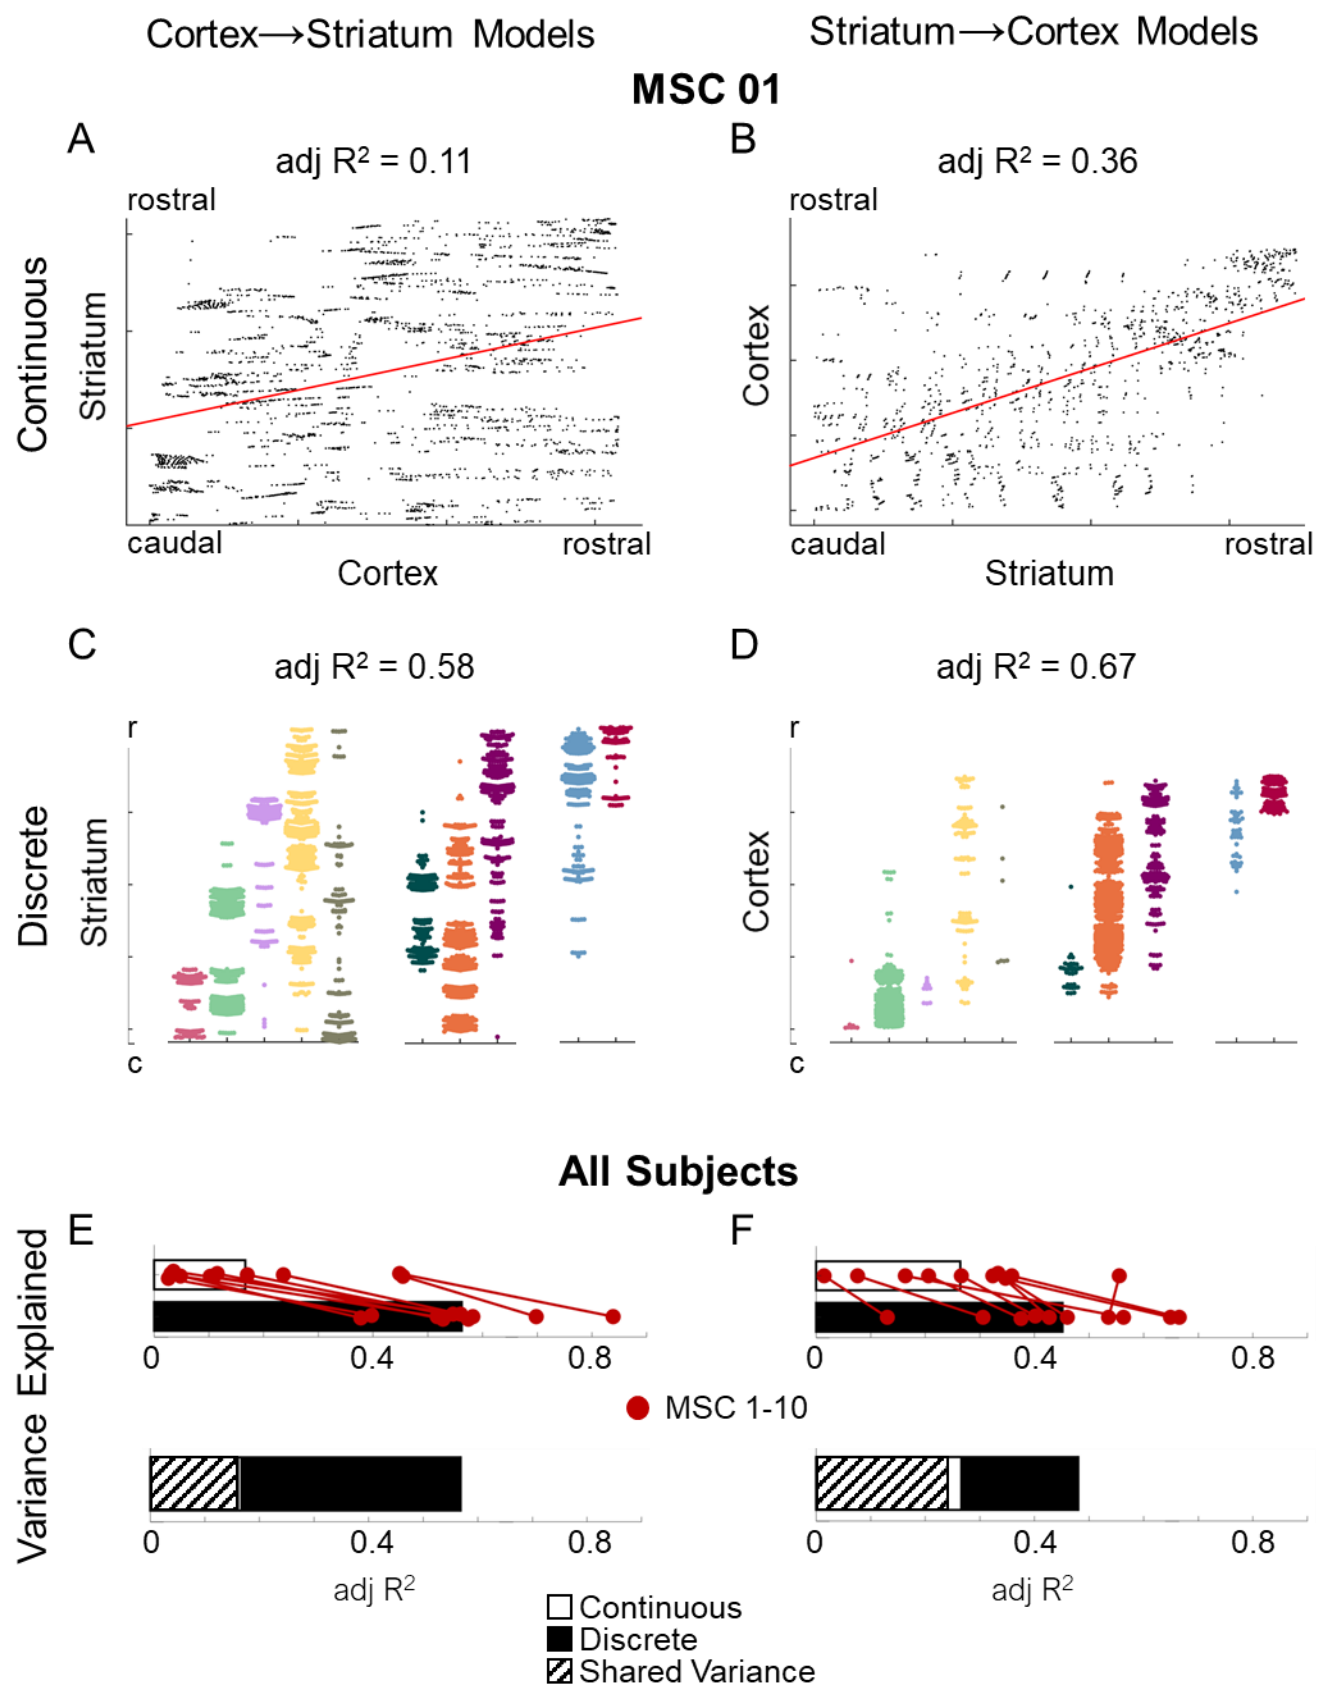 Cortex→Striatum Models
Striatum→Cortex Models
MSC 01
A
adj R² = 0.11
B
adj R² = 0.36
rostral
rostral
Continuous
Striatum
Cortex
caudal
rostral
caudal
rostral
Cortex
Striatum
C
adj R² = 0.58
D
adj R² = 0.67
r
r
Discrete
Striatum
Cortex
c
c
All Subjects
E
F
Variance Explained
0 0.4 0.8
0 0.4 0.8
MSC 1-10
0 0.4 0.8
0 0.4 0.8
adj R²
adj R²
Continuous
Discrete
Shared Variance